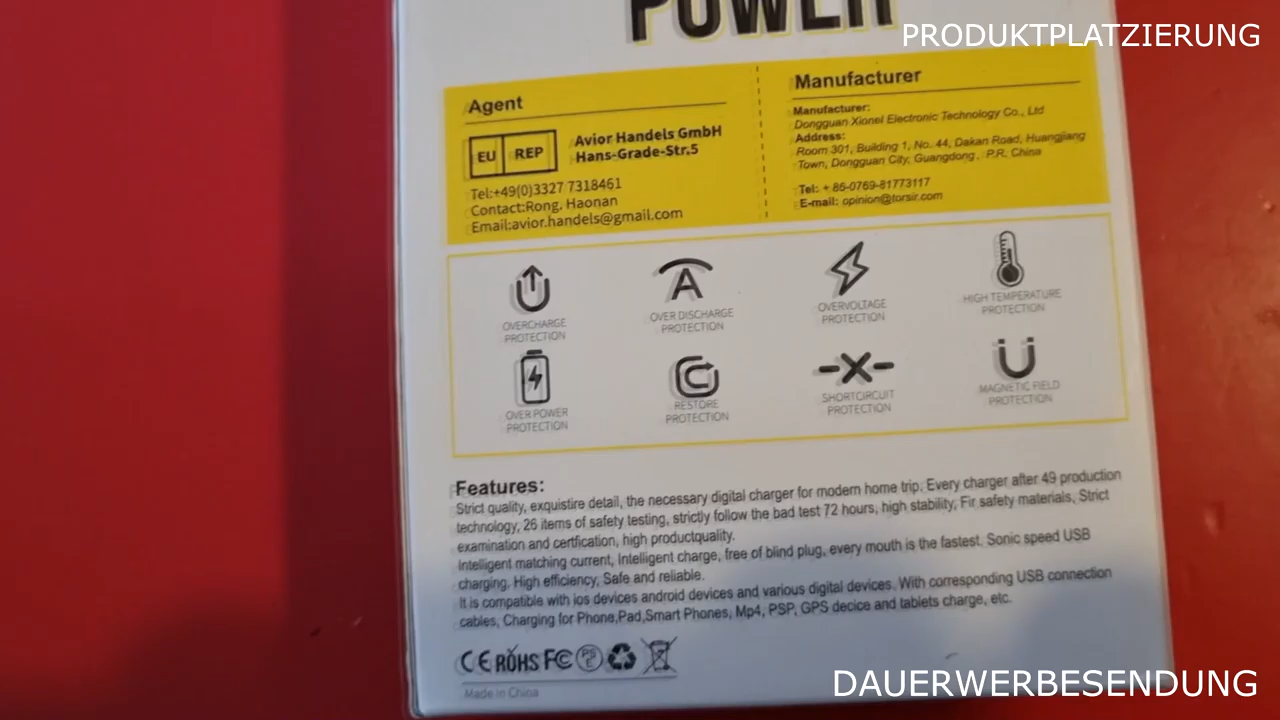 POWER
PRODUKTPLATZIERUNG
Agent
EU REP
Avior Handels GmbH
Hans-Grade-Str.5
Tel:+49(0)3327 7318461
Contact:Rong, Haonan
Email:avior.handels@gmail.com
Manufacturer
Manufacturer:
Dongguan Xionel Electronic Technology Co., Ltd
Address:
Room 301, Building 1, No. 44, Dakan Road, Huangjiang
Town, Dongguan City, Guangdong, P.R. China
Tel: + 86-0769-81773117
E-mail: opinion@torsir.com
OVERCHARGE
PROTECTION
OVER DISCHARGE
PROTECTION
OVERVOLTAGE
PROTECTION
HIGH TEMPERATURE
PROTECTION
OVER POWER
PROTECTION
RESTORE
PROTECTION
SHORTCIRCUIT
PROTECTION
MAGNETIC FIELD
PROTECTION
Features:
Strict quality, exquistire detail, the necessary digital charger for modern home trip, Every charger after 49 production
technology, 26 items of safety testing, strictly follow the bad test 72 hours, high stability, Fir safety materials, Strict
examination and certfication, high productquality.
Intelligent matching current, Intelligent charge, free of blind plug, every mouth is the fastest. Sonic speed USB
charging. High efficiency, Safe and reliable.
It is compatible with ios devices android devices and various digital devices. With corresponding USB connection
cables, Charging for Phone,Pad,Smart Phones, Mp4, PSP, GPS decice and tablets charge, etc.
CE ROHS FC PS E
Made in China
DAUERWERBESENDUNG